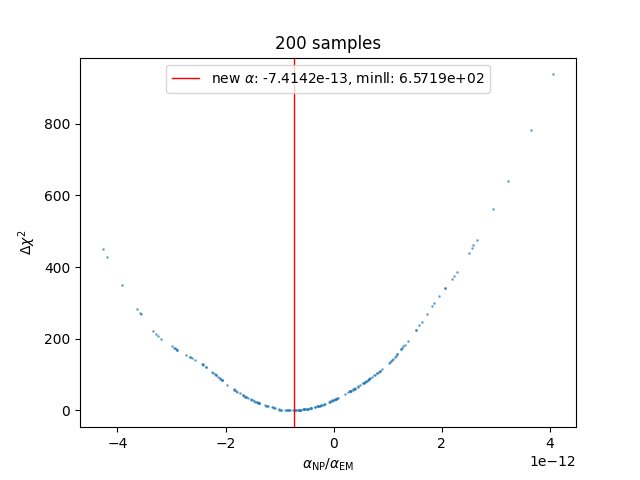 200 samples
new α: -7.4142e-13, minll: 6.5719e+02
Δχ²
800
600
400
200
0
−4 −2 0 2 4
1e−12
α_NP/α_EM